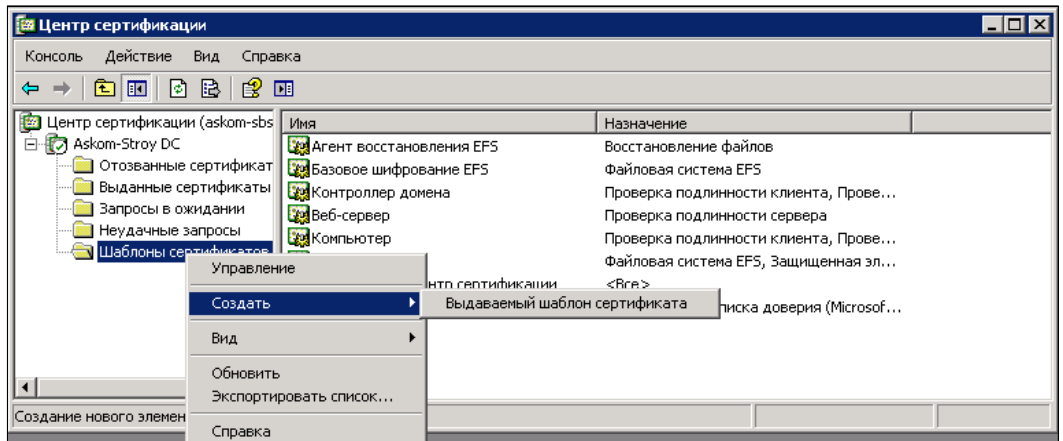 Центр сертификации
Консоль Действие Вид Справка
Центр сертификации (askom-sbs
Askom-Stroy DC
Отозванные сертификат
Выданные сертификаты
Запросы в ожидании
Неудачные запросы
Шаблоны сертификатов
Имя Назначение
Агент восстановления EFS Восстановление файлов
Базовое шифрование EFS Файловая система EFS
Контроллер домена Проверка подлинности клиента, Прове...
Веб-сервер Проверка подлинности сервера
Компьютер Проверка подлинности клиента, Прове...
Файловая система EFS, Защищенная эл...
нтр сертификации <Все>
писка доверия (Microsof...
Управление
Создать
Выдаваемый шаблон сертификата
Вид
Обновить
Экспортировать список...
Справка
Создание нового элемен